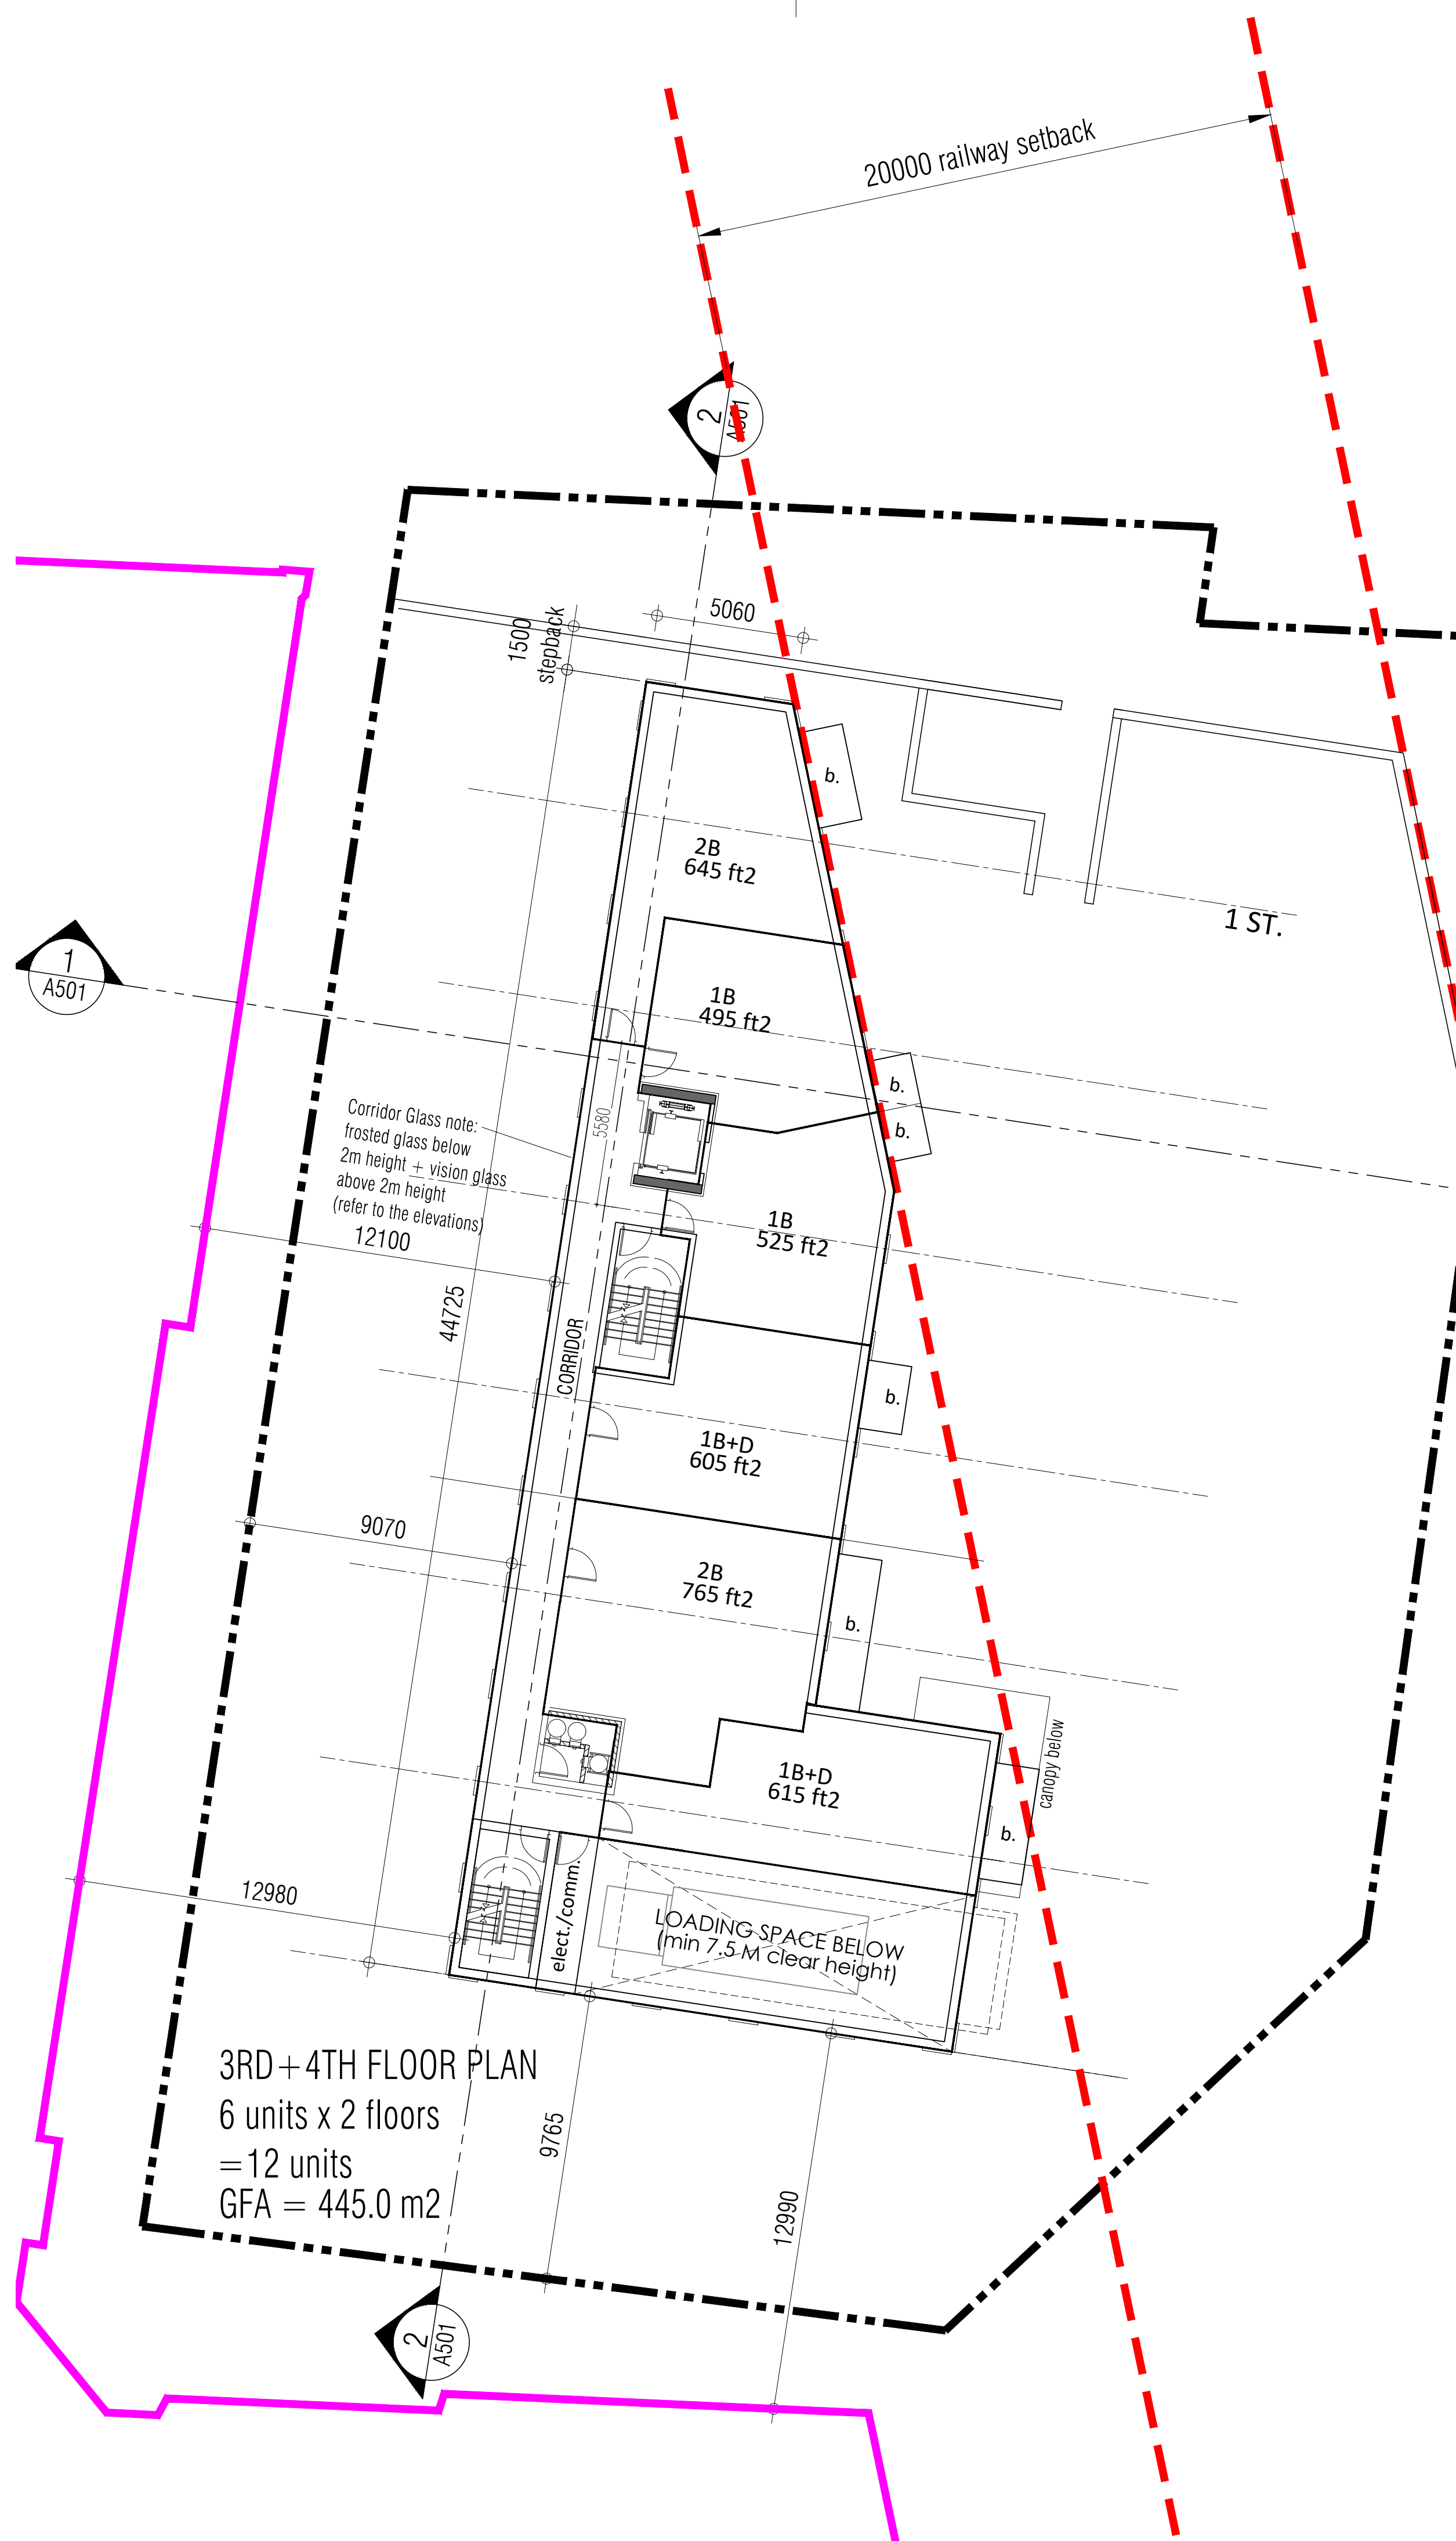 20000 railway setback
2
A501
5060
1500
stepback
b.
2B
645 ft2
1 ST.
1
A501
1B
495 ft2
b.
b.
5580
Corridor Glass note:
frosted glass below
2m height + vision glass
above 2m height
(refer to the elevations)
12100
1B
525 ft2
44725
CORRIDOR
b.
1B+D
605 ft2
9070
2B
765 ft2
b.
canopy below
1B+D
615 ft2
b.
12980
elect./comm.
LOADING SPACE BELOW
(min 7.5 M clear height)
3RD+4TH FLOOR PLAN
6 units x 2 floors
=12 units
GFA = 445.0 m2
9765
12990
2
A501